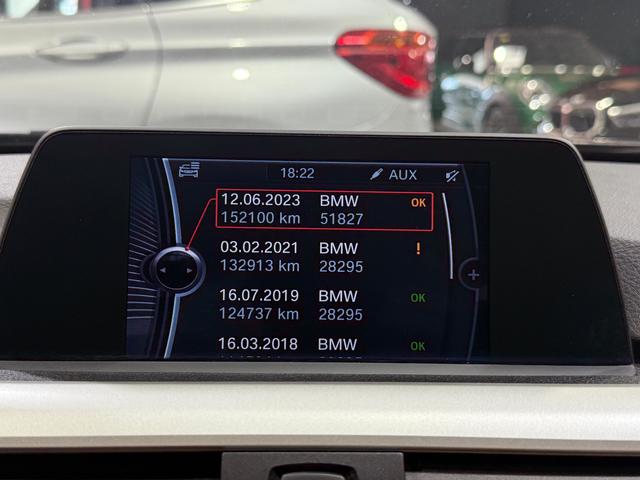 18:22 AUX
12.06.2023 BMW OK
152100 km 51827
03.02.2021 BMW !
132913 km 28295
16.07.2019 BMW OK
124737 km 28295
16.03.2018 BMW OK